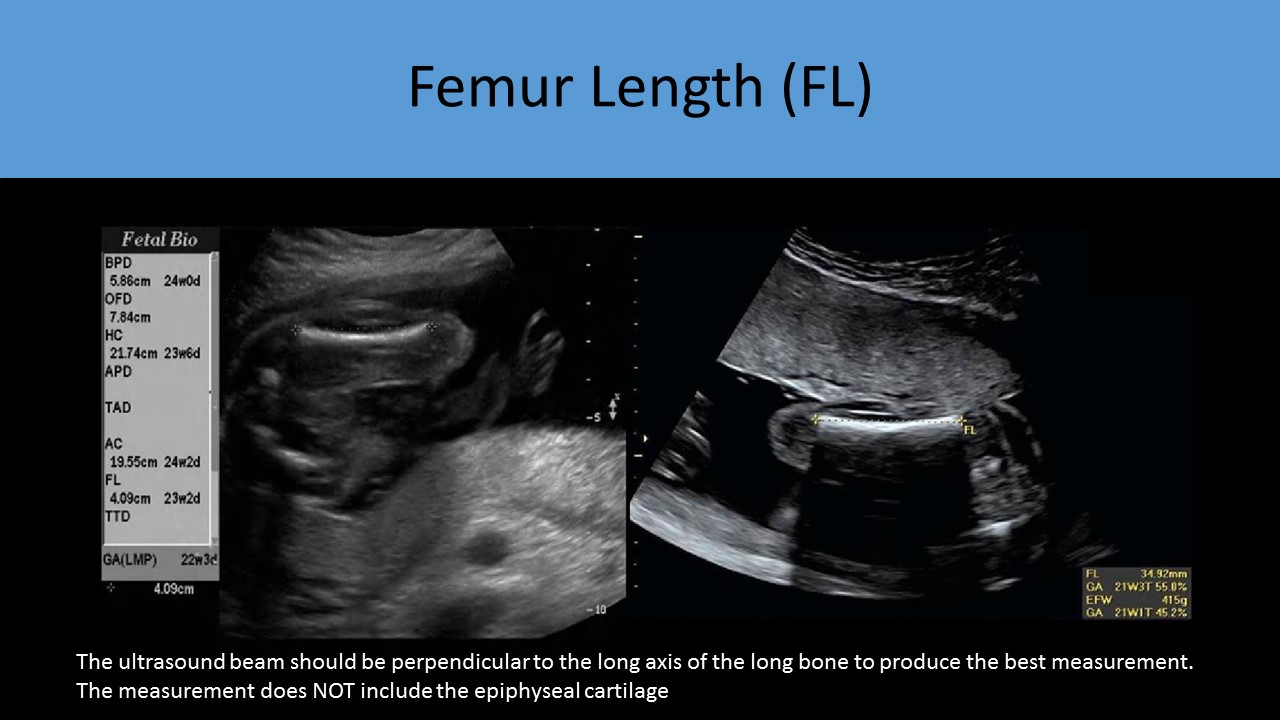 Femur Length (FL)
Fetal Bio
BPD
5.86cm 24w0d
OFD
7.84cm
HC
21.74cm 23w6d
APD
TAD
AC
19.55cm 24w2d
FL
4.09cm 23w2d
TTD
GA(LMP) 22w3d
4.09cm
-5
-10
FL
FL 34.92mm
GA 21W3T 55.0%
EFW 415g
GA 21W1T 45.2%
The ultrasound beam should be perpendicular to the long axis of the long bone to produce the best measurement.
The measurement does NOT include the epiphyseal cartilage